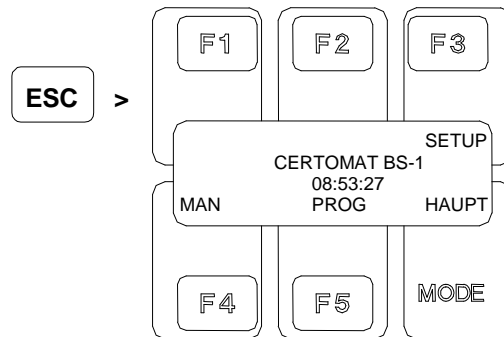 F1 F2 F3
ESC >
SETUP
CERTOMAT BS-1
08:53:27
MAN PROG HAUPT
F4 F5 MODE